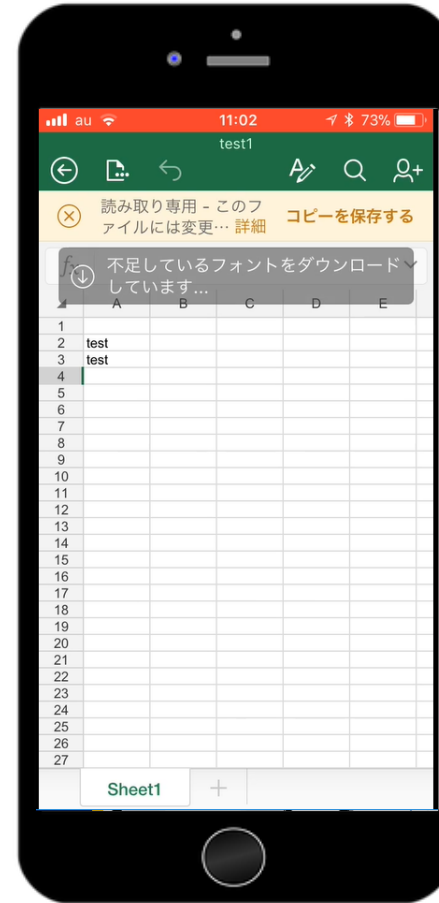 au 11:02 73%
test1
読み取り専用 - このフ
ァイルには変更… 詳細
コピーを保存する
fx
不足しているフォントをダウンロード
しています...
A B C D E
1
2 test
3 test
4
5
6
7
8
9
10
11
12
13
14
15
16
17
18
19
20
21
22
23
24
25
26
27
Sheet1